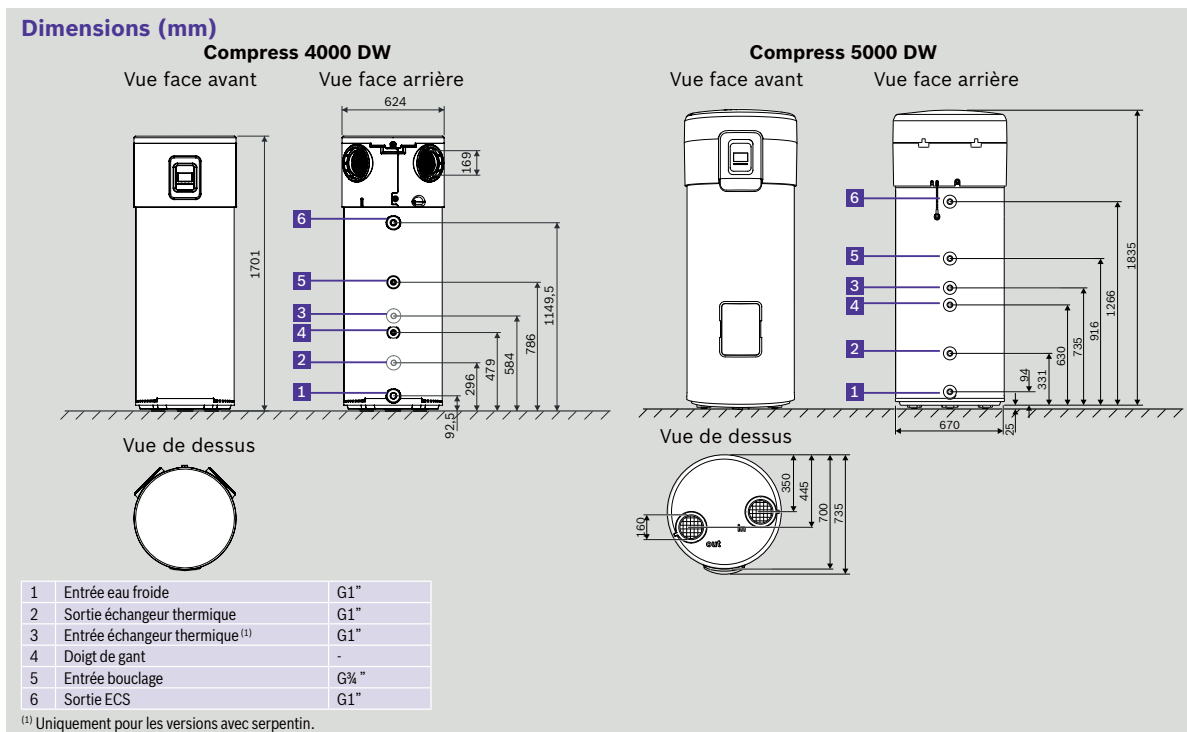 Dimensions (mm)
Compress 4000 DW
Vue face avant
Vue face arrière
624
169
1701
6
5
3
4
2
1
1149,5
786
584
479
296
92,5
Vue de dessus
Compress 5000 DW
Vue face avant
Vue face arrière
6
5
3
4
2
1
1835
1266
916
735
630
331
94
25
670
Vue de dessus
160
out
in
350
445
700
735
1 Entrée eau froide G1”
2 Sortie échangeur thermique G1”
3 Entrée échangeur thermique (1) G1”
4 Doigt de gant -
5 Entrée bouclage G¾ ”
6 Sortie ECS G1”
(1) Uniquement pour les versions avec serpentin.